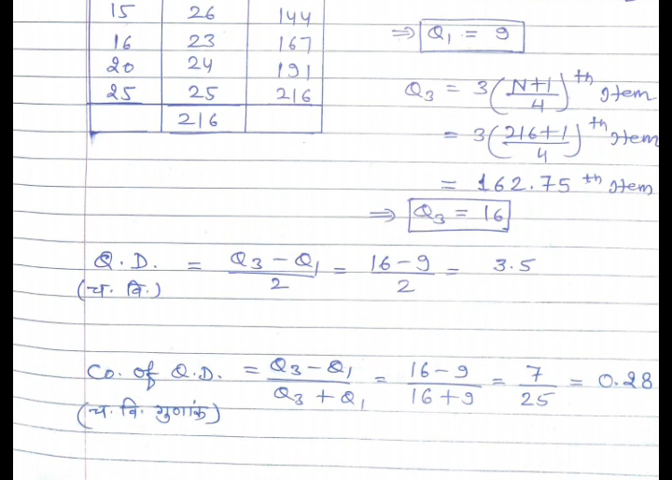 15 26 144
16 23 167
20 24 191
25 25 216
216
⇒ Q₁ = 9
Q₃ = 3(N+1/4)th Item
= 3(216+1/4)th Item
= 162.75th Item
⇒ Q₃ = 16
Q.D. = Q₃ − Q₁/2 = 16 − 9/2 = 3.5
(च. वि.)
Co. of Q.D. = Q₃ − Q₁/Q₃ + Q₁ = 16 − 9/16 + 9 = 7/25 = 0.28
(च. वि. गुणांक)